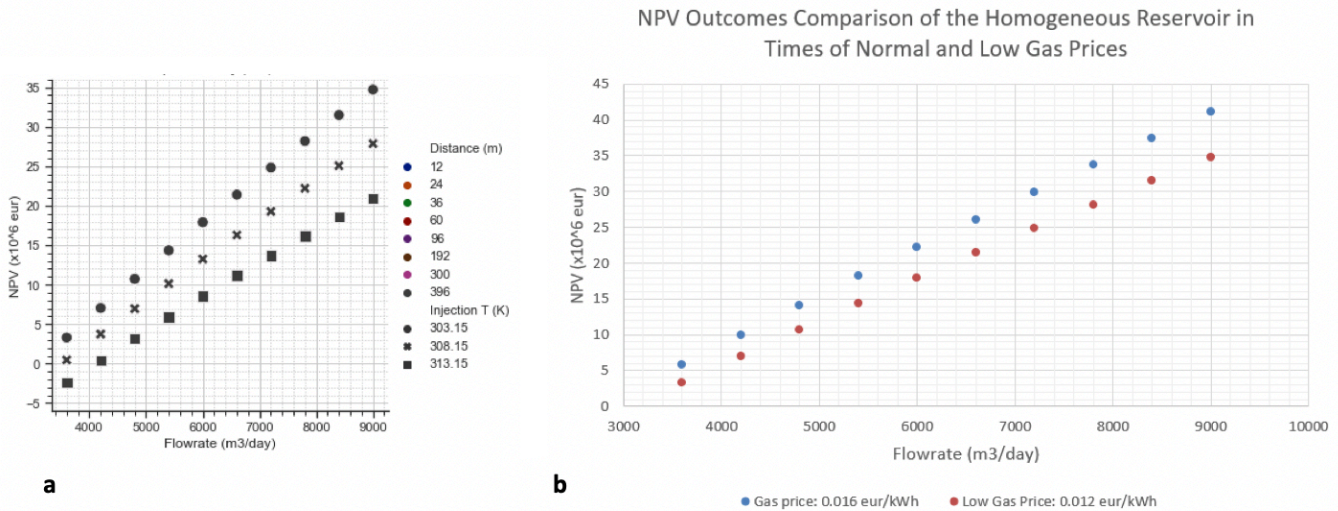 NPV Outcomes Comparison of the Homogeneous Reservoir in
Times of Normal and Low Gas Prices
35
30
25
20
15
10
5
0
−5
NPV (x10^6 eur)
4000 5000 6000 7000 8000 9000
Flowrate (m3/day)
Distance (m)
12
24
36
60
96
192
300
396
Injection T (K)
303.15
308.15
313.15
a
45
40
35
30
25
20
15
10
5
0
NPV (x10^6 eur)
3000 4000 5000 6000 7000 8000 9000 10000
Flowrate (m3/day)
b
Gas price: 0.016 eur/kWh Low Gas Price: 0.012 eur/kWh